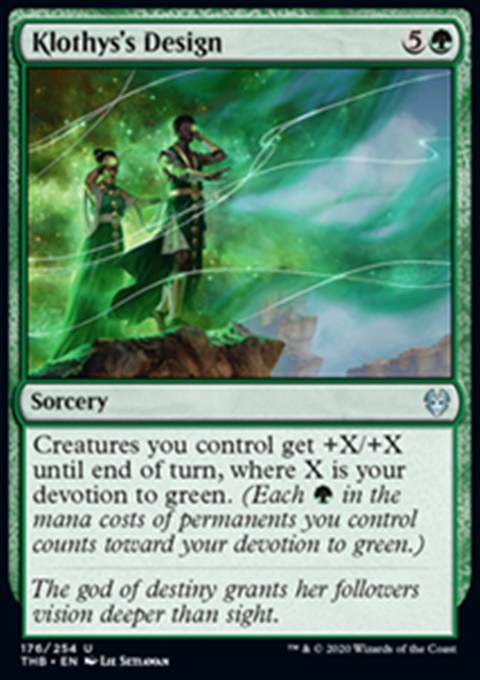 Klothys's Design 5
Sorcery
Creatures you control get +X/+X
until end of turn, where X is your
devotion to green. (Each in the
mana costs of permanents you control
counts toward your devotion to green.)
The god of destiny grants her followers
vision deeper than sight.
176/254 U
™ & © 2020 Wizards of the Coast
THB • EN Lie Setiawan